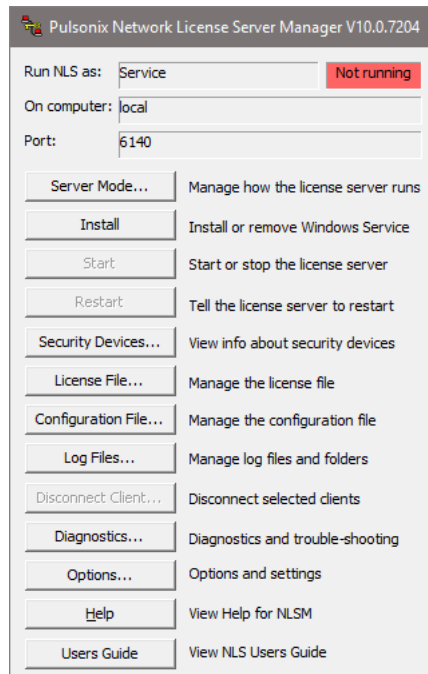 Pulsonix Network License Server Manager V10.0.7204
Run NLS as: Service Not running
On computer: local
Port: 6140
Server Mode... Manage how the license server runs
Install Install or remove Windows Service
Start Start or stop the license server
Restart Tell the license server to restart
Security Devices... View info about security devices
License File... Manage the license file
Configuration File... Manage the configuration file
Log Files... Manage log files and folders
Disconnect Client... Disconnect selected clients
Diagnostics... Diagnostics and trouble-shooting
Options... Options and settings
Help View Help for NLSM
Users Guide View NLS Users Guide